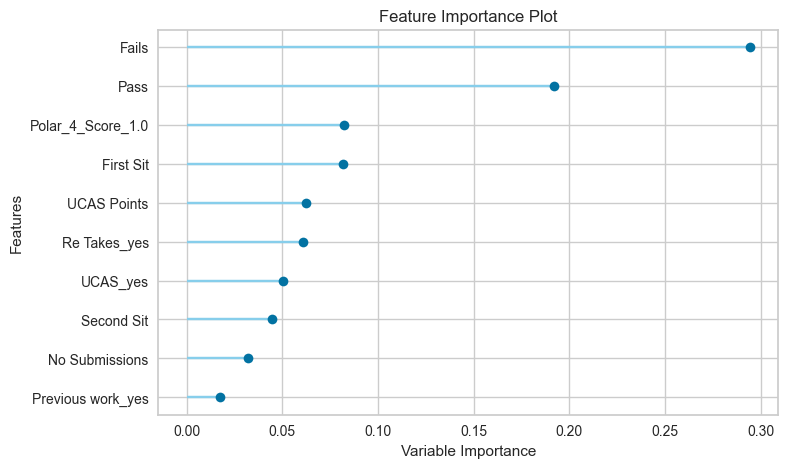 Feature Importance Plot
Fails
Pass
Polar_4_Score_1.0
First Sit
UCAS Points
Re Takes_yes
UCAS_yes
Second Sit
No Submissions
Previous work_yes
Features
0.00 0.05 0.10 0.15 0.20 0.25 0.30
Variable Importance